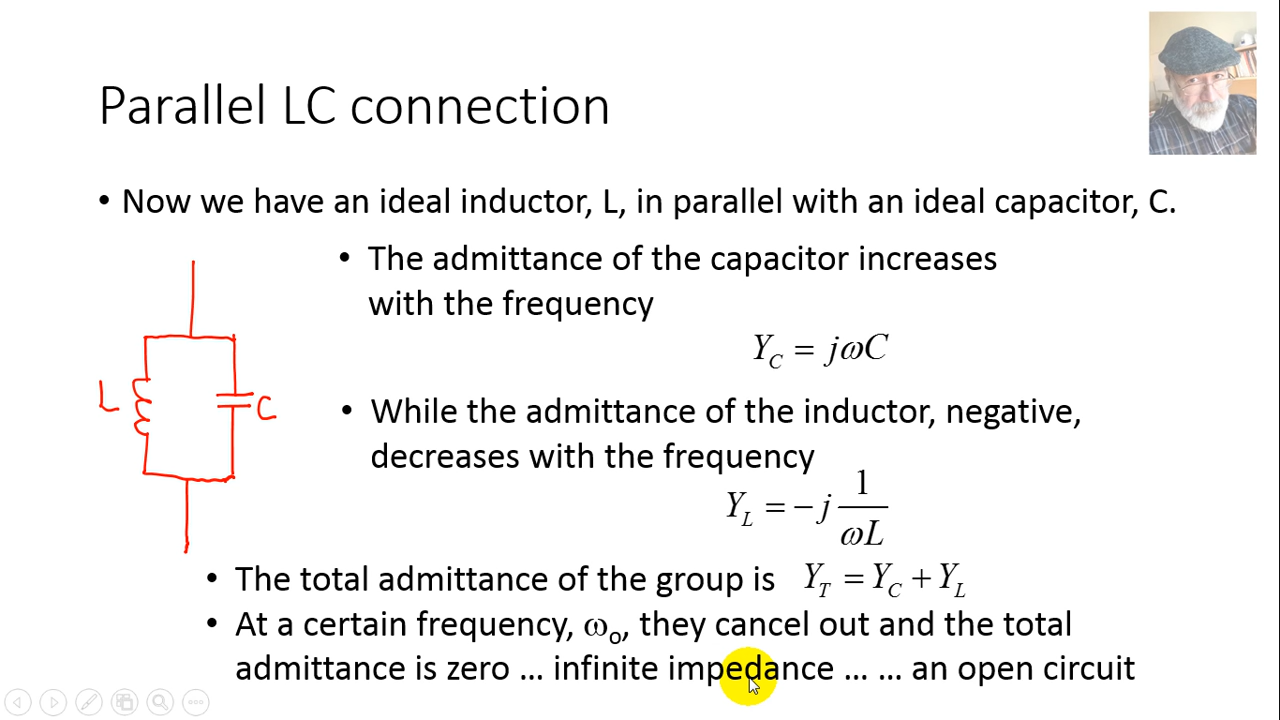 Parallel LC connection
• Now we have an ideal inductor, L, in parallel with an ideal capacitor, C.
• The admittance of the capacitor increases
with the frequency
Y_C = jωC
L
C
• While the admittance of the inductor, negative,
decreases with the frequency
Y_L = −j 1/ωL
• The total admittance of the group is Y_T = Y_C + Y_L
• At a certain frequency, ω_o, they cancel out and the total
admittance is zero … infinite impedance … … an open circuit